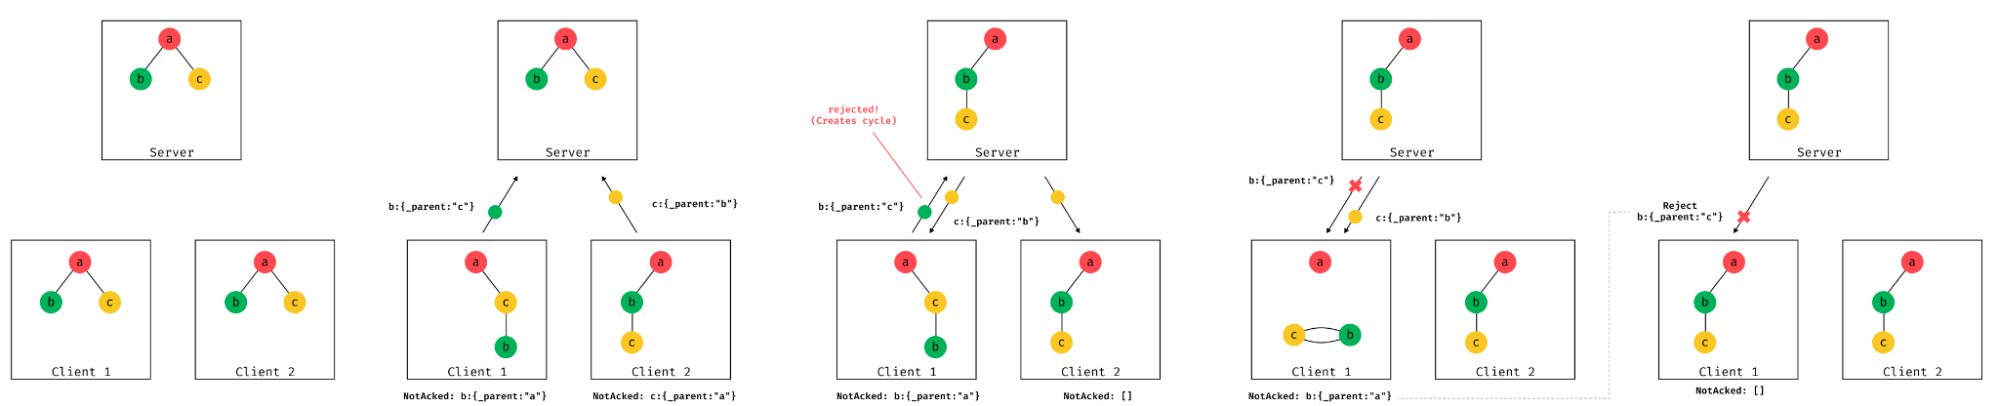 a
b
c
Server
a
b
c
Client 1
a
b
c
Client 2
a
b
c
Server
b:{_parent:"c"}
c:{_parent:"b"}
a
c
b
Client 1
NotAcked: b:{_parent:"a"}
a
b
c
Client 2
NotAcked: c:{_parent:"a"}
a
b
c
Server
rejected!
(Creates cycle)
b:{_parent:"c"}
c:{_parent:"b"}
a
c
b
Client 1
NotAcked: b:{_parent:"a"}
a
b
c
Client 2
NotAcked: []
a
b
c
Server
b:{_parent:"c"}
c:{_parent:"b"}
a
c
b
Client 1
NotAcked: b:{_parent:"a"}
a
b
c
Client 2
a
b
c
Server
Reject
b:{_parent:"c"}
a
b
c
Client 1
NotAcked: []
a
b
c
Client 2